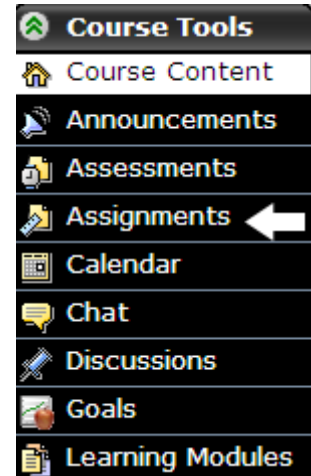 Course Tools
Course Content
Announcements
Assessments
Assignments
Calendar
Chat
Discussions
Goals
Learning Modules